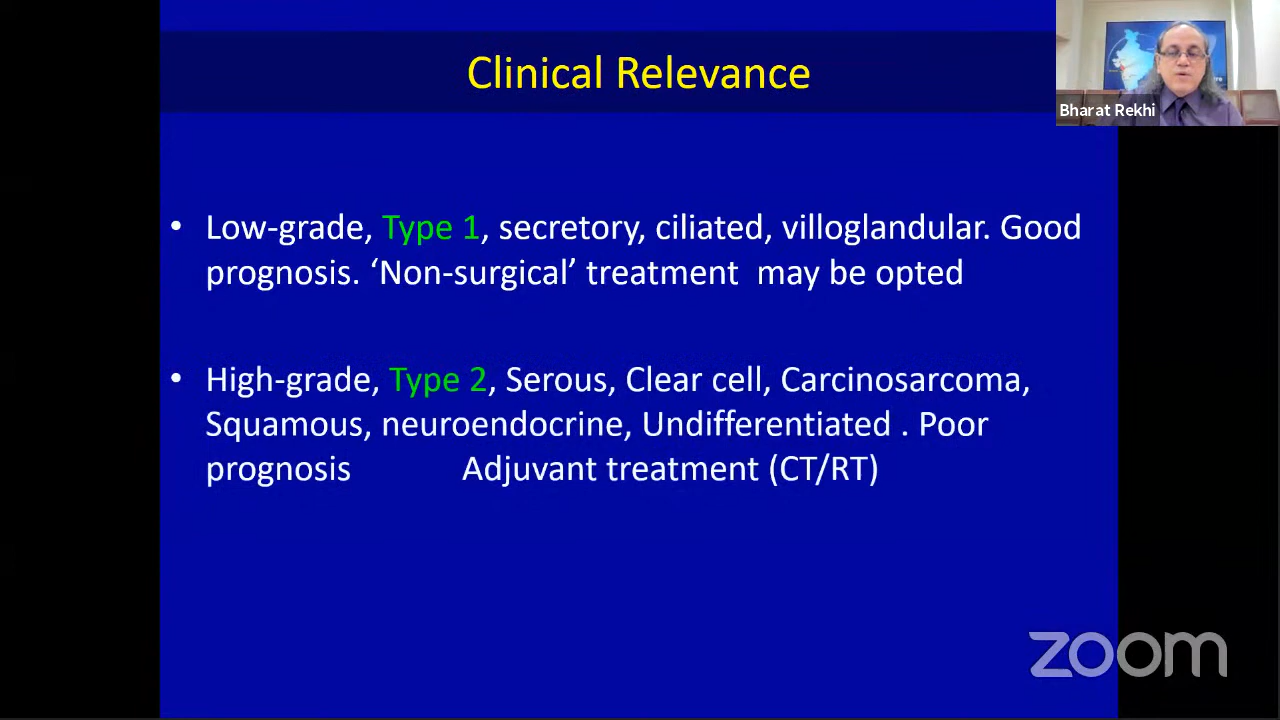 Clinical Relevance
Bharat Rekhi
• Low-grade, Type 1, secretory, ciliated, villoglandular. Good
prognosis. ‘Non-surgical’ treatment  may be opted
• High-grade, Type 2, Serous, Clear cell, Carcinosarcoma,
Squamous, neuroendocrine, Undifferentiated . Poor
prognosis Adjuvant treatment (CT/RT)
zoom